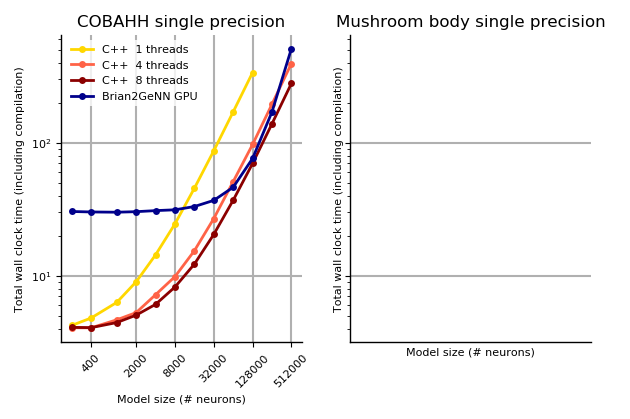 COBAHH single precision
Mushroom body single precision
C++ 1 threads
C++ 4 threads
C++ 8 threads
Brian2GeNN GPU
Total wall clock time (including compilation)
10²
10¹
400
2000
8000
32000
128000
512000
Model size (# neurons)
Total wall clock time (including compilation)
10²
10¹
Model size (# neurons)